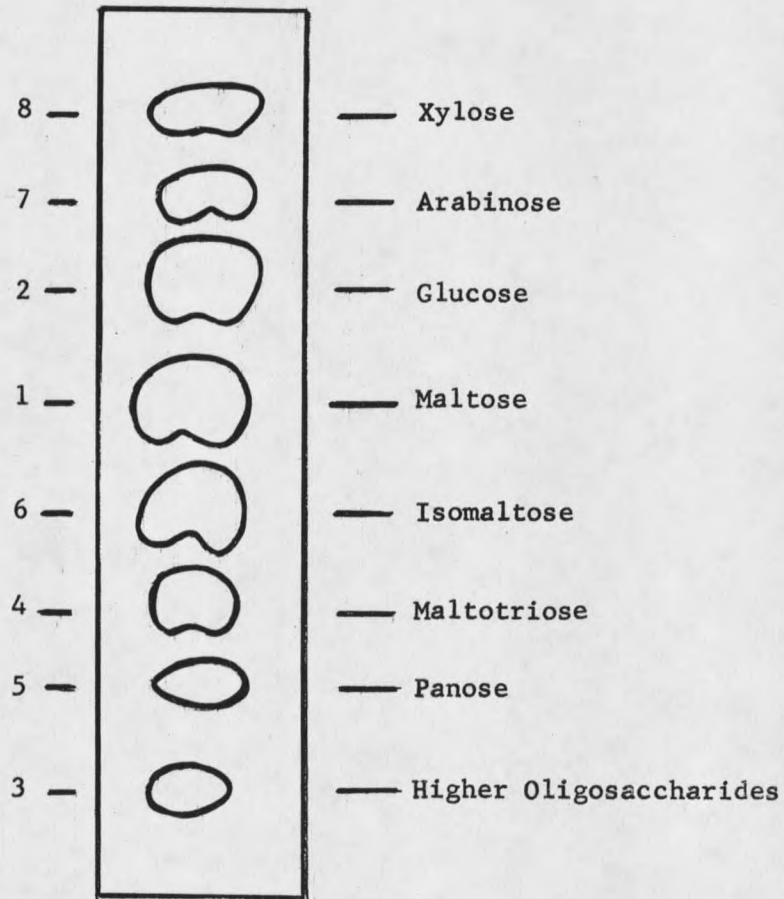 8 — Xylose
7 — Arabinose
2 — Glucose
1 — Maltose
6 — Isomaltose
4 — Maltotriose
5 — Panose
3 — Higher Oligosaccharides